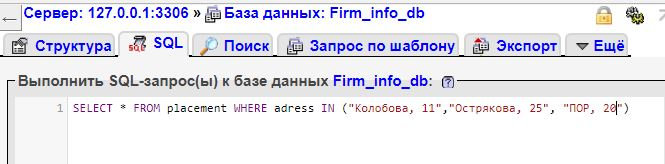 Сервер: 127.0.0.1:3306 » База данных: Firm_info_db
Структура SQL Поиск Запрос по шаблону Экспорт Ещё
Выполнить SQL-запрос(ы) к базе данных Firm_info_db:
1 SELECT * FROM placement WHERE adress IN ("Колобова, 11","Острякова, 25", "ПОР, 20")